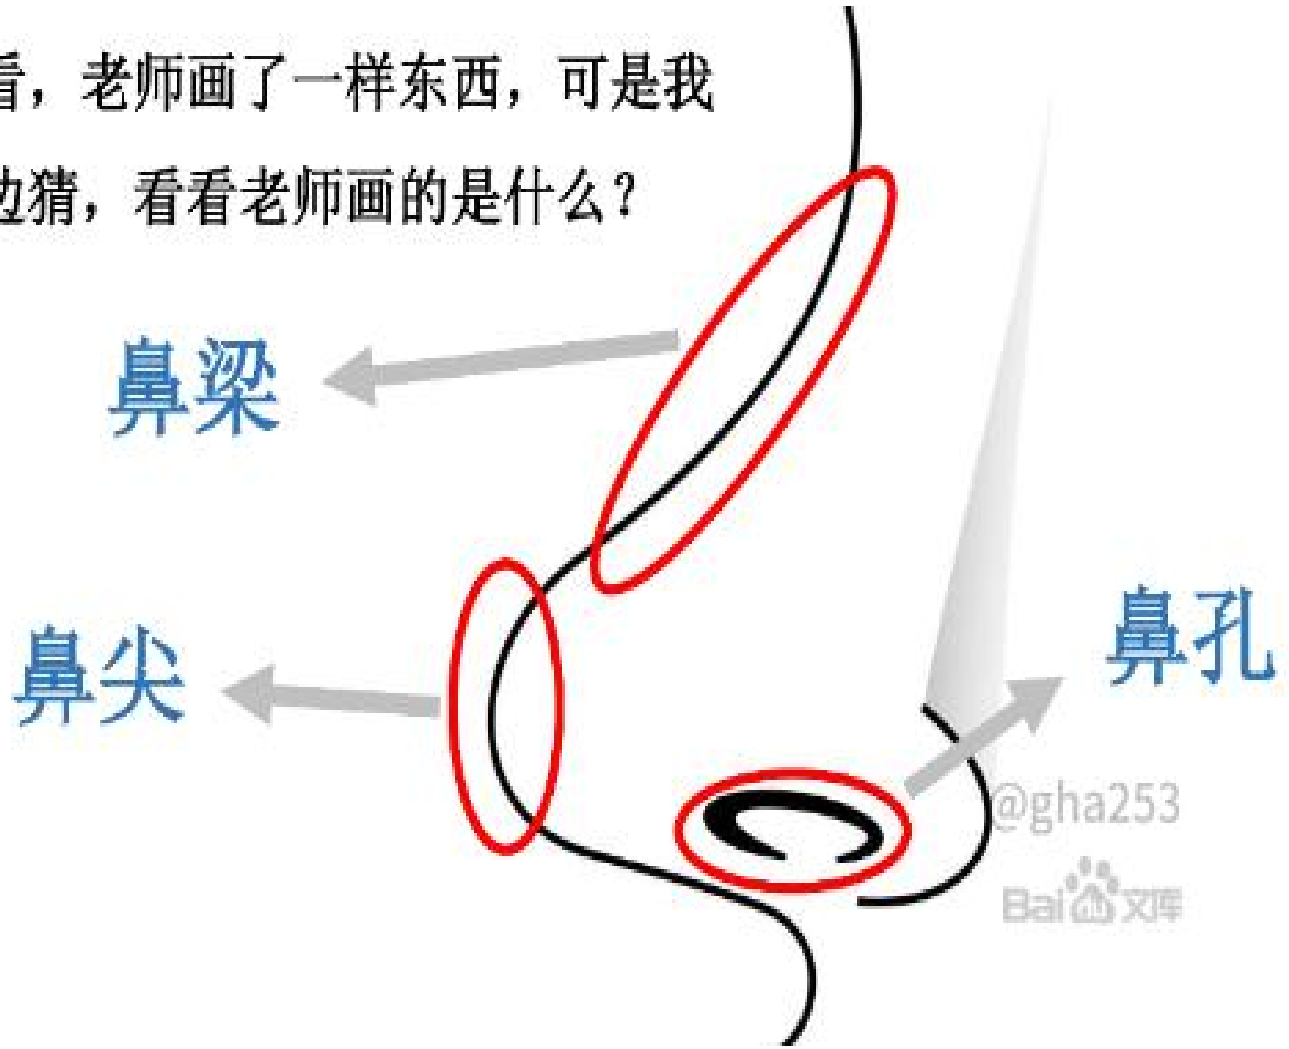 看，老师画了一样东西，可是我
边猜，看看老师画的是什么？
鼻梁
鼻尖
鼻孔
@gha253
Bai文库